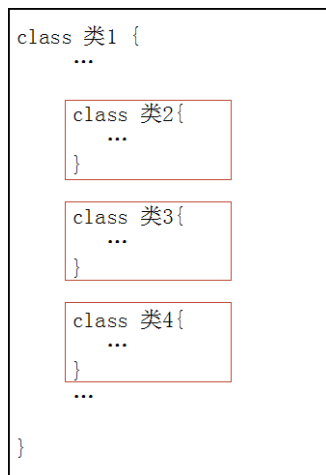 class 类1 {
…
class 类2{
…
}
class 类3{
…
}
class 类4{
…
}
…
}